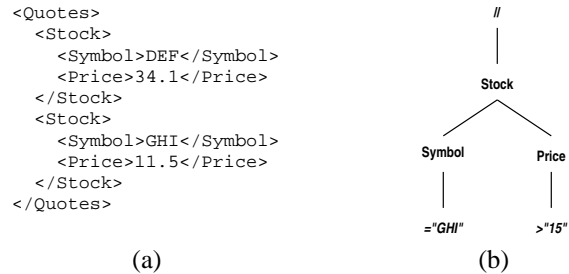 <Quotes>
<Stock>
<Symbol>DEF</Symbol>
<Price>34.1</Price>
</Stock>
<Stock>
<Symbol>GHI</Symbol>
<Price>11.5</Price>
</Stock>
</Quotes>
(a)
//
Stock
Symbol Price
="GHI" >"15"
(b)